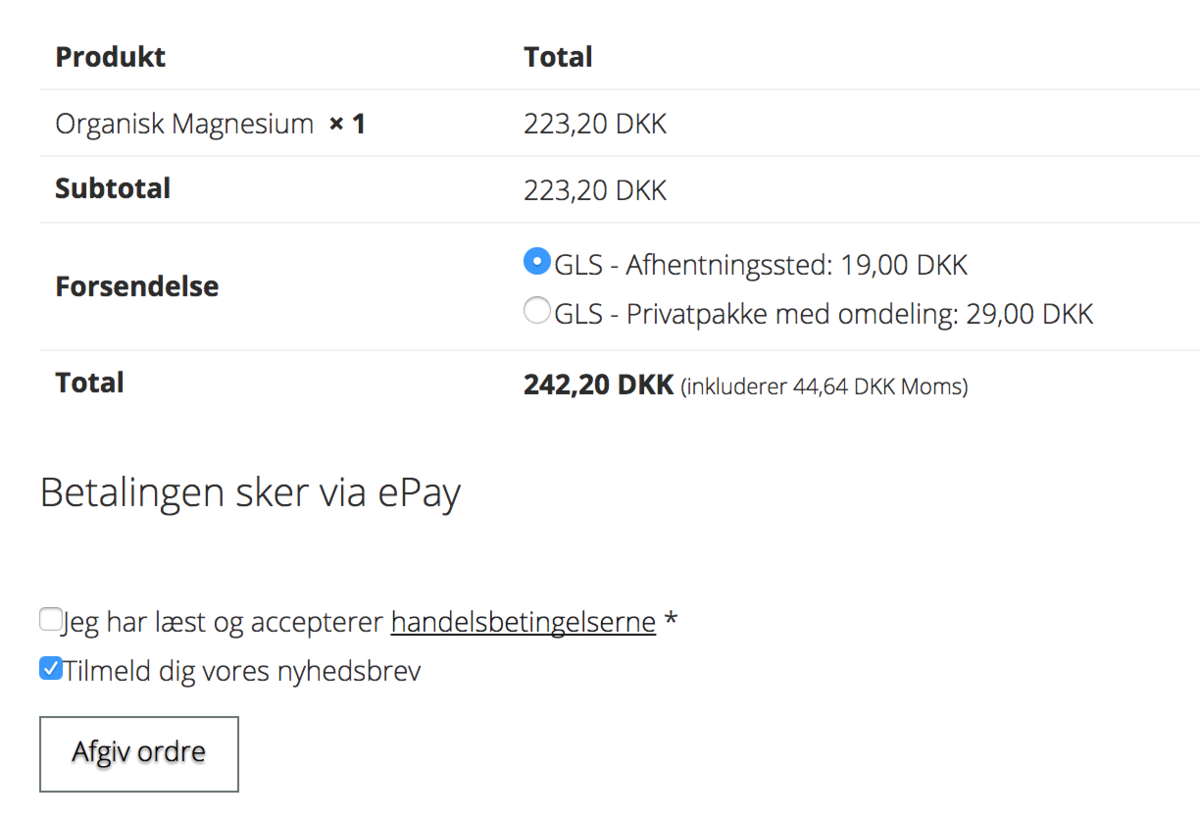 Produkt Total
Organisk Magnesium × 1 223,20 DKK
Subtotal 223,20 DKK
GLS - Afhentningssted: 19,00 DKK
Forsendelse
GLS - Privatpakke med omdeling: 29,00 DKK
Total 242,20 DKK (inkluderer 44,64 DKK Moms)
Betalingen sker via ePay
Jeg har læst og accepterer handelsbetingelserne *
Tilmeld dig vores nyhedsbrev
Afgiv ordre